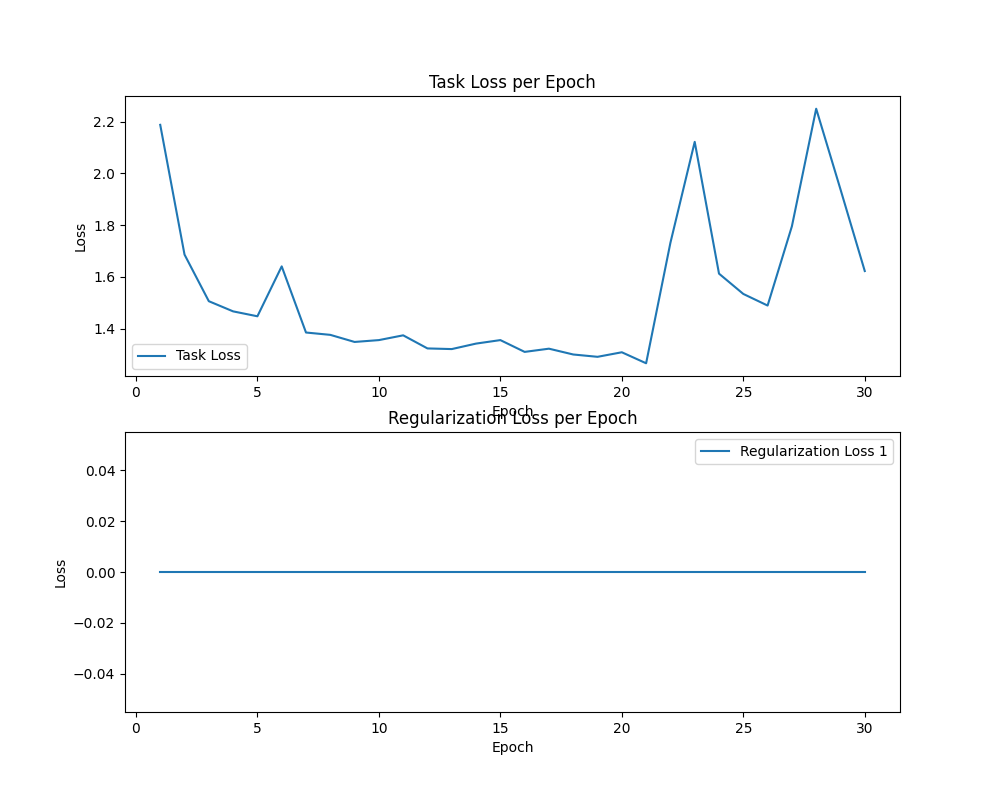 Task Loss per Epoch
2.2
2.0
1.8
1.6
1.4
Loss
Task Loss
0 5 10 15 20 25 30
Epoch
Regularization Loss per Epoch
Regularization Loss 1
0.04
0.02
0.00
−0.02
−0.04
Loss
0 5 10 15 20 25 30
Epoch